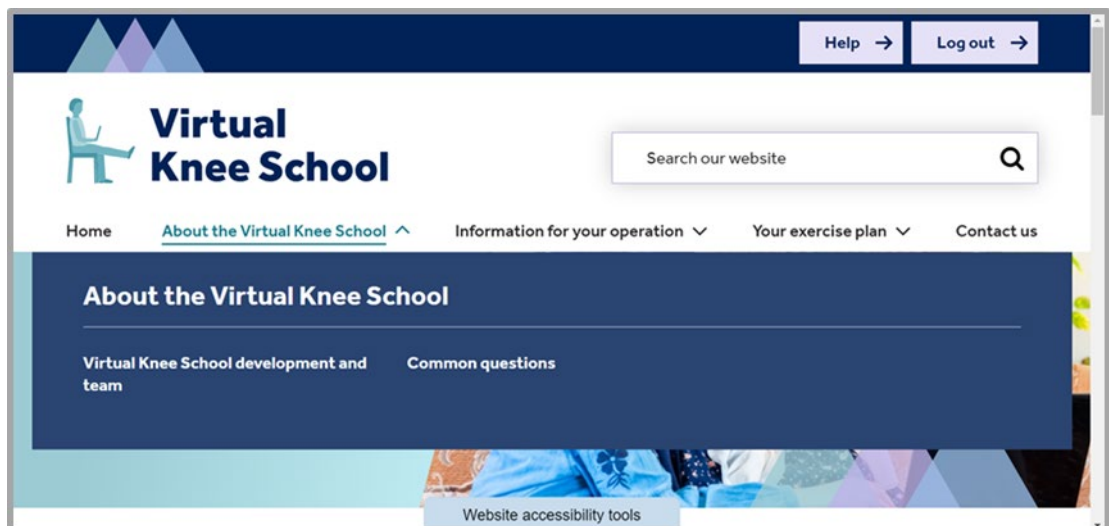 Help
Log out
Virtual
Knee School
Search our website
Home About the Virtual Knee School Information for your operation Your exercise plan Contact us
About the Virtual Knee School
Virtual Knee School development and
team
Common questions
Website accessibility tools